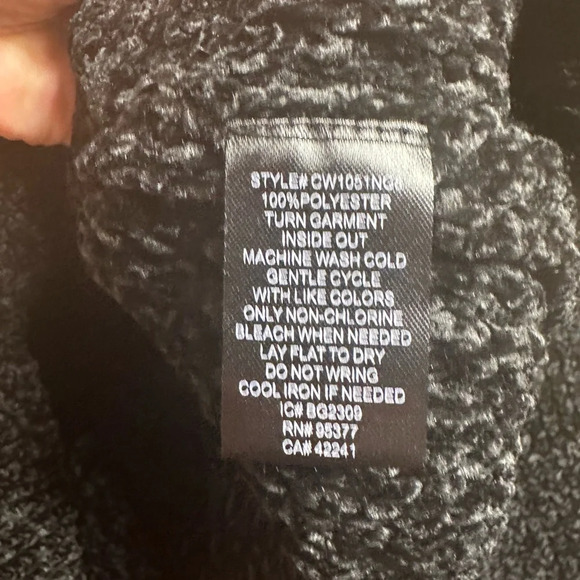 STYLE# CW1051NG
100%POLYESTER
TURN GARMENT
INSIDE OUT
MACHINE WASH COLD
GENTLE CYCLE
WITH LIKE COLORS
ONLY NON-CHLORINE
BLEACH WHEN NEEDED
LAY FLAT TO DRY
DO NOT WRING
COOL IRON IF NEEDED
IC# BG2309
RN# 95377
CA# 42241